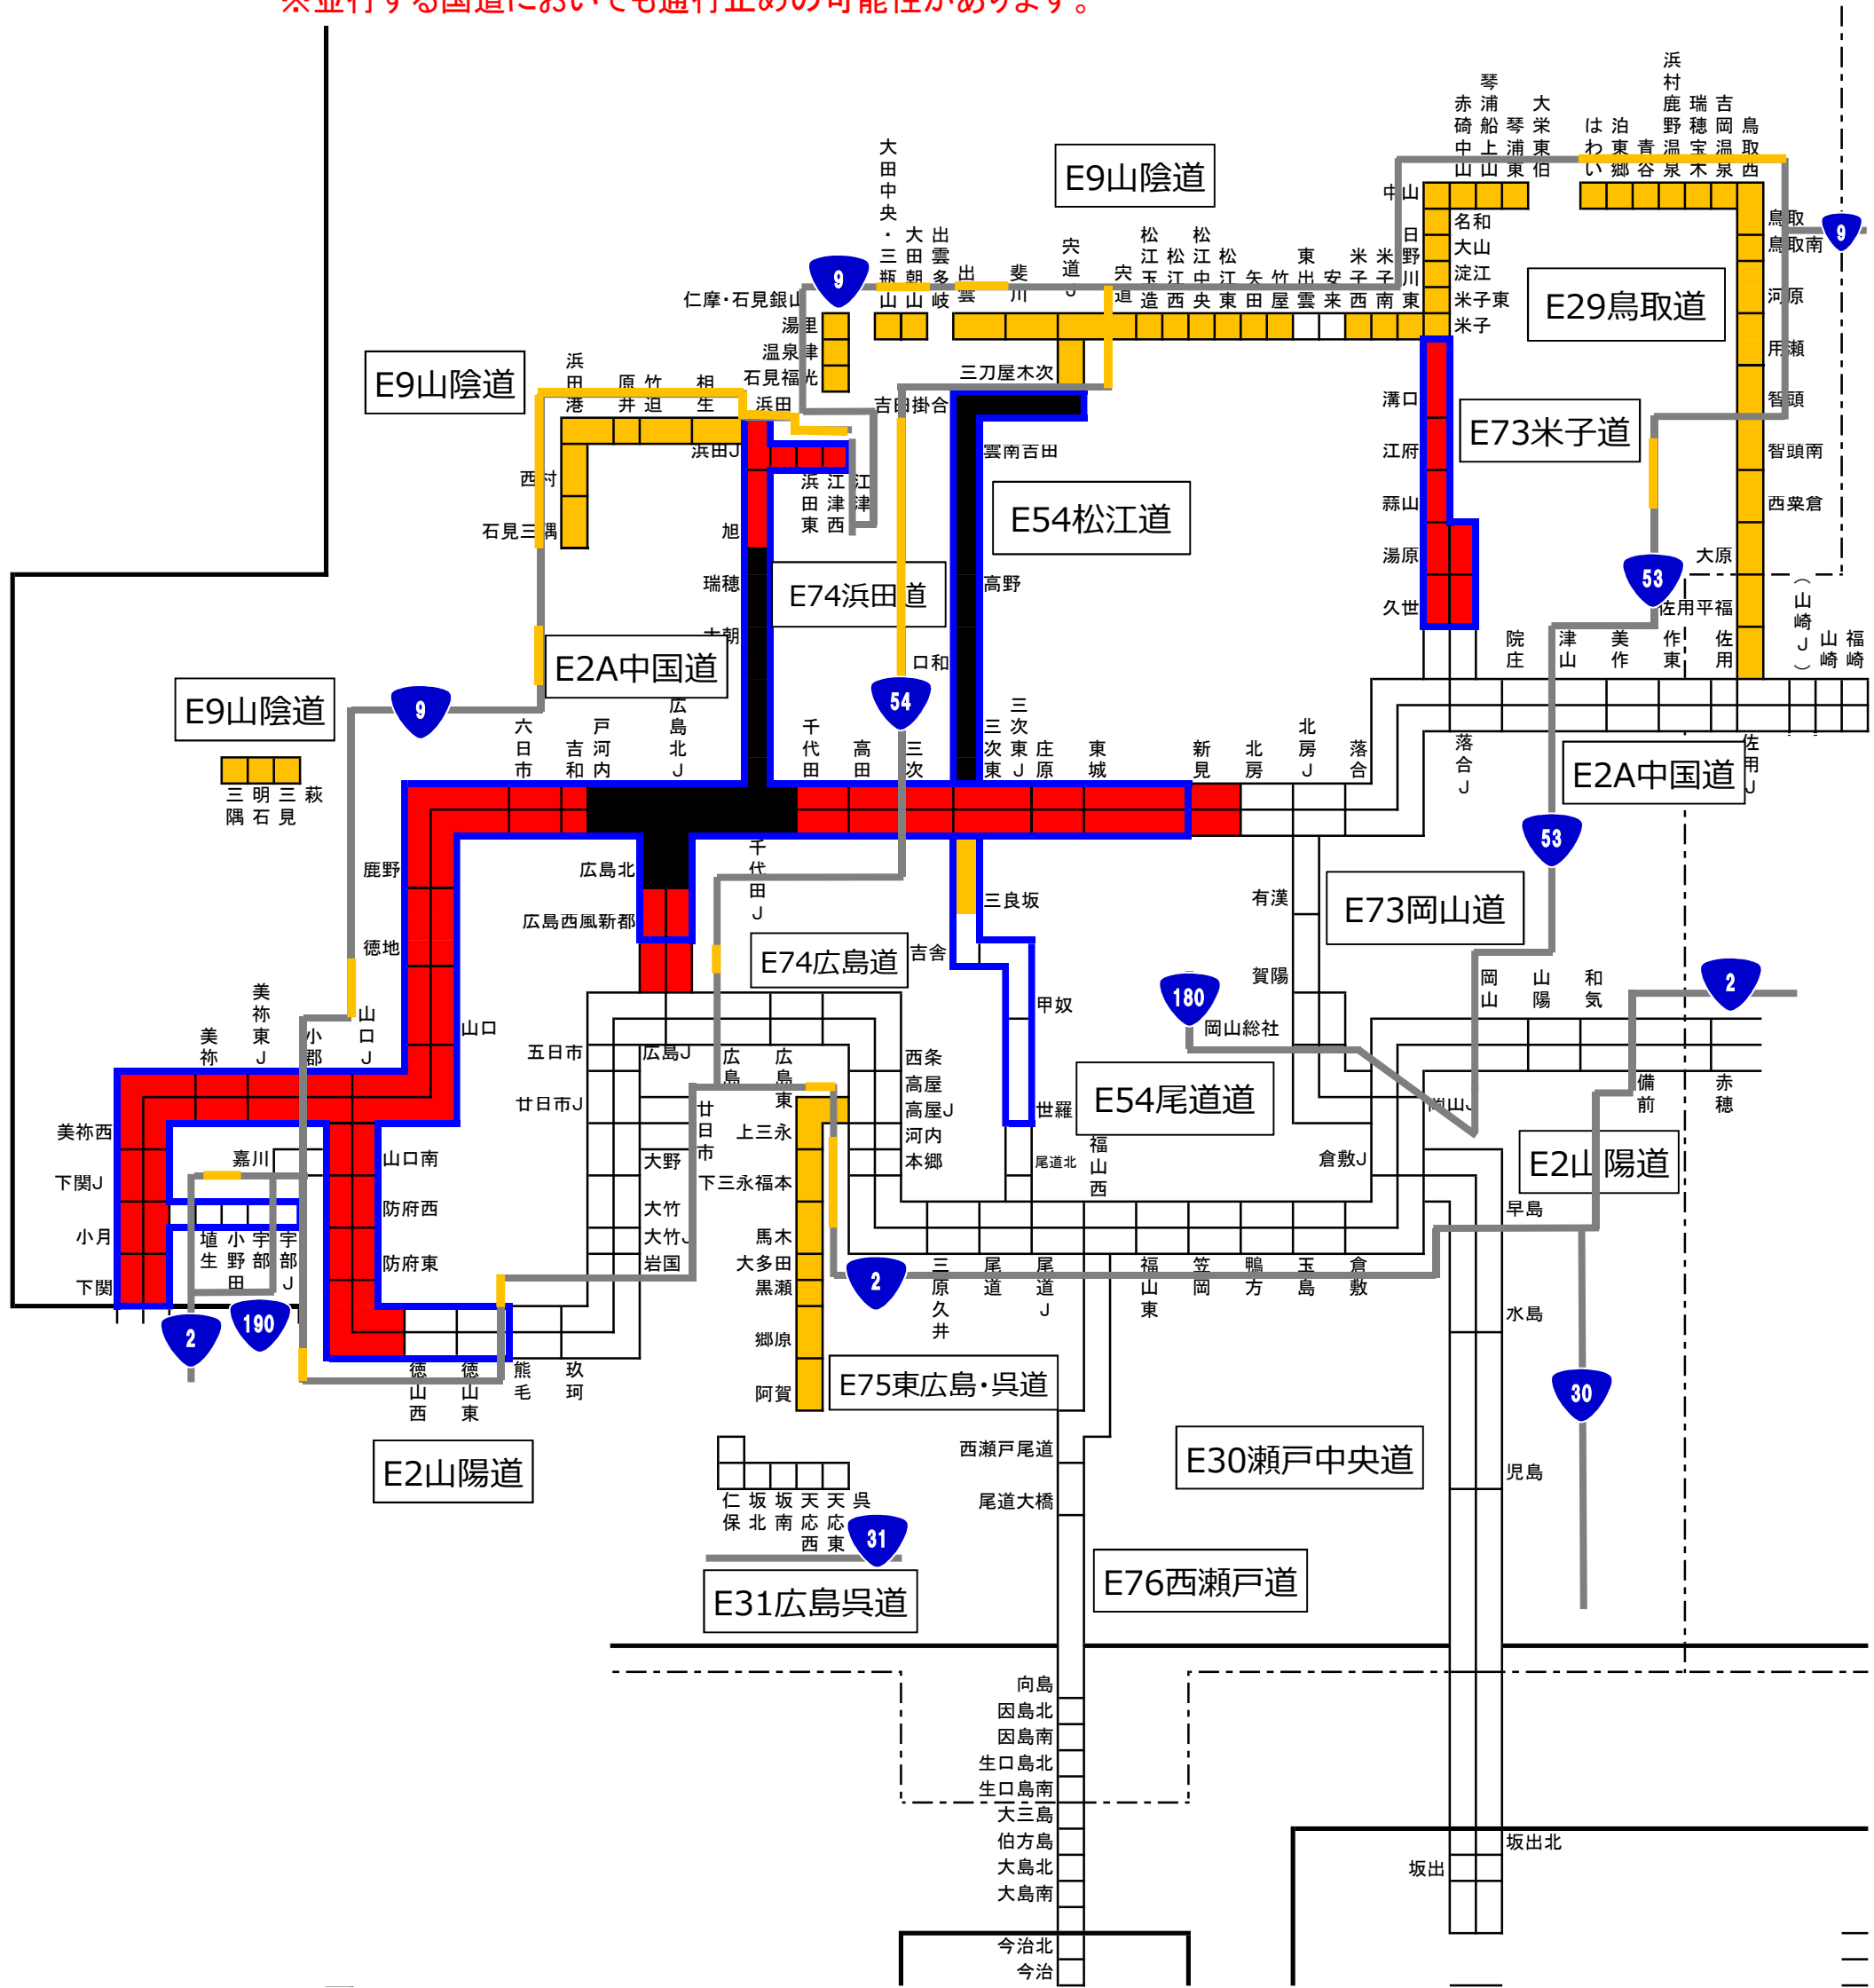 ※並行する国道においても通行止めの可能性があります。
E9山陰道
大田中央・三瓶山
大田朝山
出雲多岐
出雲
斐川
宍道J
宍道
松江玉造
松江西
松江中央
松江東
矢田
竹屋
東出雲
安来
米子西
米子南
日野川東
中山
赤碕中山
琴浦船上山
琴浦東
大栄東伯
はわい
泊東郷
青谷
浜村鹿野温泉
瑞穂宝木
吉岡温泉
鳥取西
鳥取
鳥取南
9
名和
大山
淀江
米子東
米子
E29鳥取道
河原
用瀬
智頭
智頭南
西粟倉
大原
佐用平福
9
仁摩・石見銀山
湯里
温泉津
石見福光
E9山陰道
浜田港
原井
竹迫
相生
浜田
浜田J
西村
石見三隅
浜田東
江津西
江津
三刀屋木次
吉田掛合
雲南吉田
E54松江道
高野
口和
溝口
江府
蒜山
湯原
久世
E73米子道
53
旭
瑞穂
大朝
E74浜田道
E2A中国道
54
E9山陰道
9
三隅
明石
三見
萩
六日市
吉和
戸河内
広島北J
千代田
高田
三次
三次東
三次東J
庄原
東城
新見
北房
北房J
落合
落合J
院庄
津山
美作
作東
佐用
佐用J
(山崎J)
山崎
福崎
E2A中国道
53
鹿野
徳地
山口
広島北
広島西風新都
千代田J
E74広島道
三良坂
吉舎
甲奴
世羅
尾道北
E54尾道道
有漢
賀陽
岡山総社
180
E73岡山道
岡山
山陽
和気
2
備前
赤穂
岡山J
倉敷J
E2山陽道
早島
美祢
美祢東J
小郡
山口J
美祢西
下関J
小月
下関
嘉川
埴生
小野田
宇部
宇部J
山口南
防府西
防府東
2
190
徳山西
徳山東
熊毛
玖珂
E2山陽道
五日市
廿日市J
広島J
広島
広島東
廿日市
大野
大竹
大竹J
岩国
西条
高屋
高屋J
河内
本郷
上三永
下三永福本
馬木
大多田
黒瀬
郷原
阿賀
2
E75東広島・呉道
三原久井
尾道
尾道J
福山西
福山東
笠岡
鴨方
玉島
倉敷
水島
児島
30
E30瀬戸中央道
西瀬戸尾道
尾道大橋
仁保
坂北
坂南
天応西
天応東
呉
31
E31広島呉道
E76西瀬戸道
向島
因島北
因島南
生口島北
生口島南
大三島
伯方島
大島北
大島南
今治北
今治
坂出北
坂出